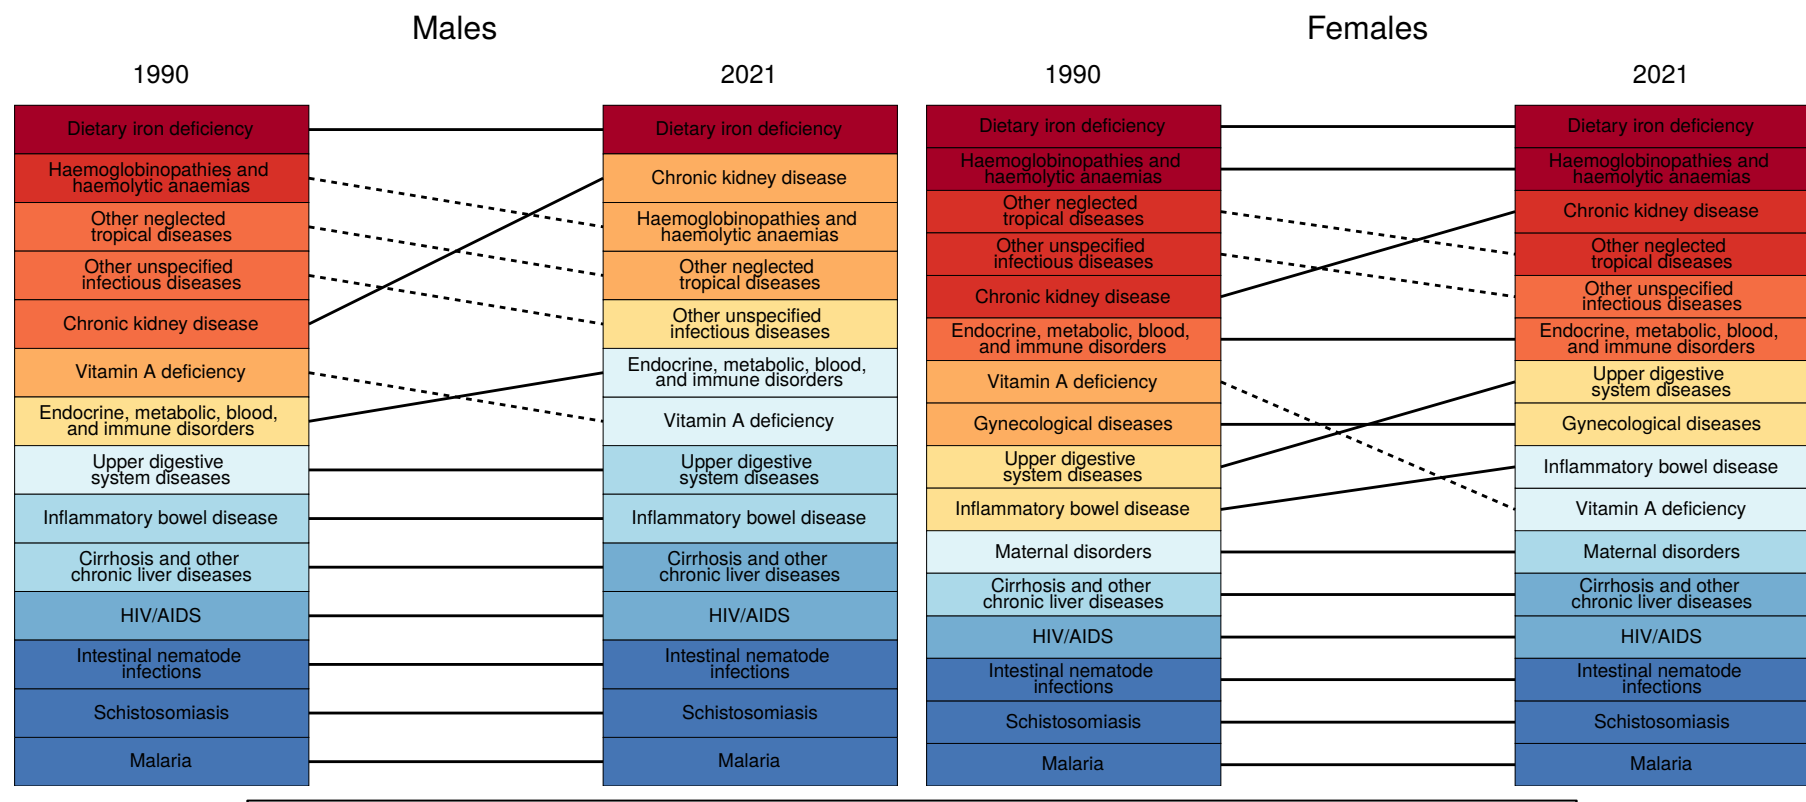 Males
1990
2021
Dietary iron deficiency
Haemoglobinopathies and
haemolytic anaemias
Other neglected
tropical diseases
Other unspecified
infectious diseases
Chronic kidney disease
Vitamin A deficiency
Endocrine, metabolic, blood,
and immune disorders
Upper digestive
system diseases
Inflammatory bowel disease
Cirrhosis and other
chronic liver diseases
HIV/AIDS
Intestinal nematode
infections
Schistosomiasis
Malaria
Dietary iron deficiency
Chronic kidney disease
Haemoglobinopathies and
haemolytic anaemias
Other neglected
tropical diseases
Other unspecified
infectious diseases
Endocrine, metabolic, blood,
and immune disorders
Vitamin A deficiency
Upper digestive
system diseases
Inflammatory bowel disease
Cirrhosis and other
chronic liver diseases
HIV/AIDS
Intestinal nematode
infections
Schistosomiasis
Malaria
Females
1990
2021
Dietary iron deficiency
Haemoglobinopathies and
haemolytic anaemias
Other neglected
tropical diseases
Other unspecified
infectious diseases
Chronic kidney disease
Endocrine, metabolic, blood,
and immune disorders
Vitamin A deficiency
Gynecological diseases
Upper digestive
system diseases
Inflammatory bowel disease
Maternal disorders
Cirrhosis and other
chronic liver diseases
HIV/AIDS
Intestinal nematode
infections
Schistosomiasis
Malaria
Dietary iron deficiency
Haemoglobinopathies and
haemolytic anaemias
Chronic kidney disease
Other neglected
tropical diseases
Other unspecified
infectious diseases
Endocrine, metabolic, blood,
and immune disorders
Upper digestive
system diseases
Gynecological diseases
Inflammatory bowel disease
Vitamin A deficiency
Maternal disorders
Cirrhosis and other
chronic liver diseases
HIV/AIDS
Intestinal nematode
infections
Schistosomiasis
Malaria